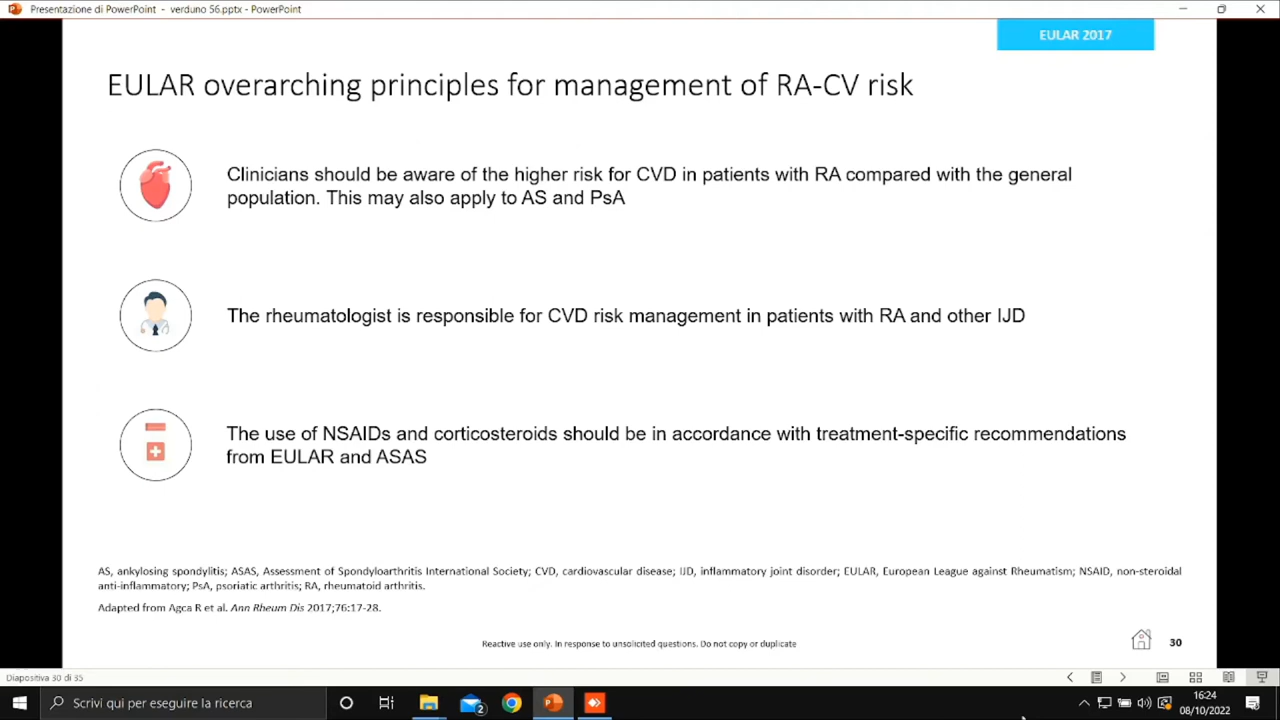 Presentazione di PowerPoint - verduno 56.pptx - PowerPoint
EULAR 2017
EULAR overarching principles for management of RA-CV risk
Clinicians should be aware of the higher risk for CVD in patients with RA compared with the general
population. This may also apply to AS and PsA
The rheumatologist is responsible for CVD risk management in patients with RA and other IJD
The use of NSAIDs and corticosteroids should be in accordance with treatment-specific recommendations
from EULAR and ASAS
AS, ankylosing spondylitis; ASAS, Assessment of Spondyloarthritis International Society; CVD, cardiovascular disease; IJD, inflammatory joint disorder; EULAR, European League against Rheumatism; NSAID, non-steroidal
anti-inflammatory; PsA, psoriatic arthritis; RA, rheumatoid arthritis.
Adapted from Agca R et al. Ann Rheum Dis 2017;76:17-28.
Reactive use only. In response to unsolicited questions. Do not copy or duplicate
30
Diapositiva 30 di 35
Scrivi qui per eseguire la ricerca
2
16:24
08/10/2022